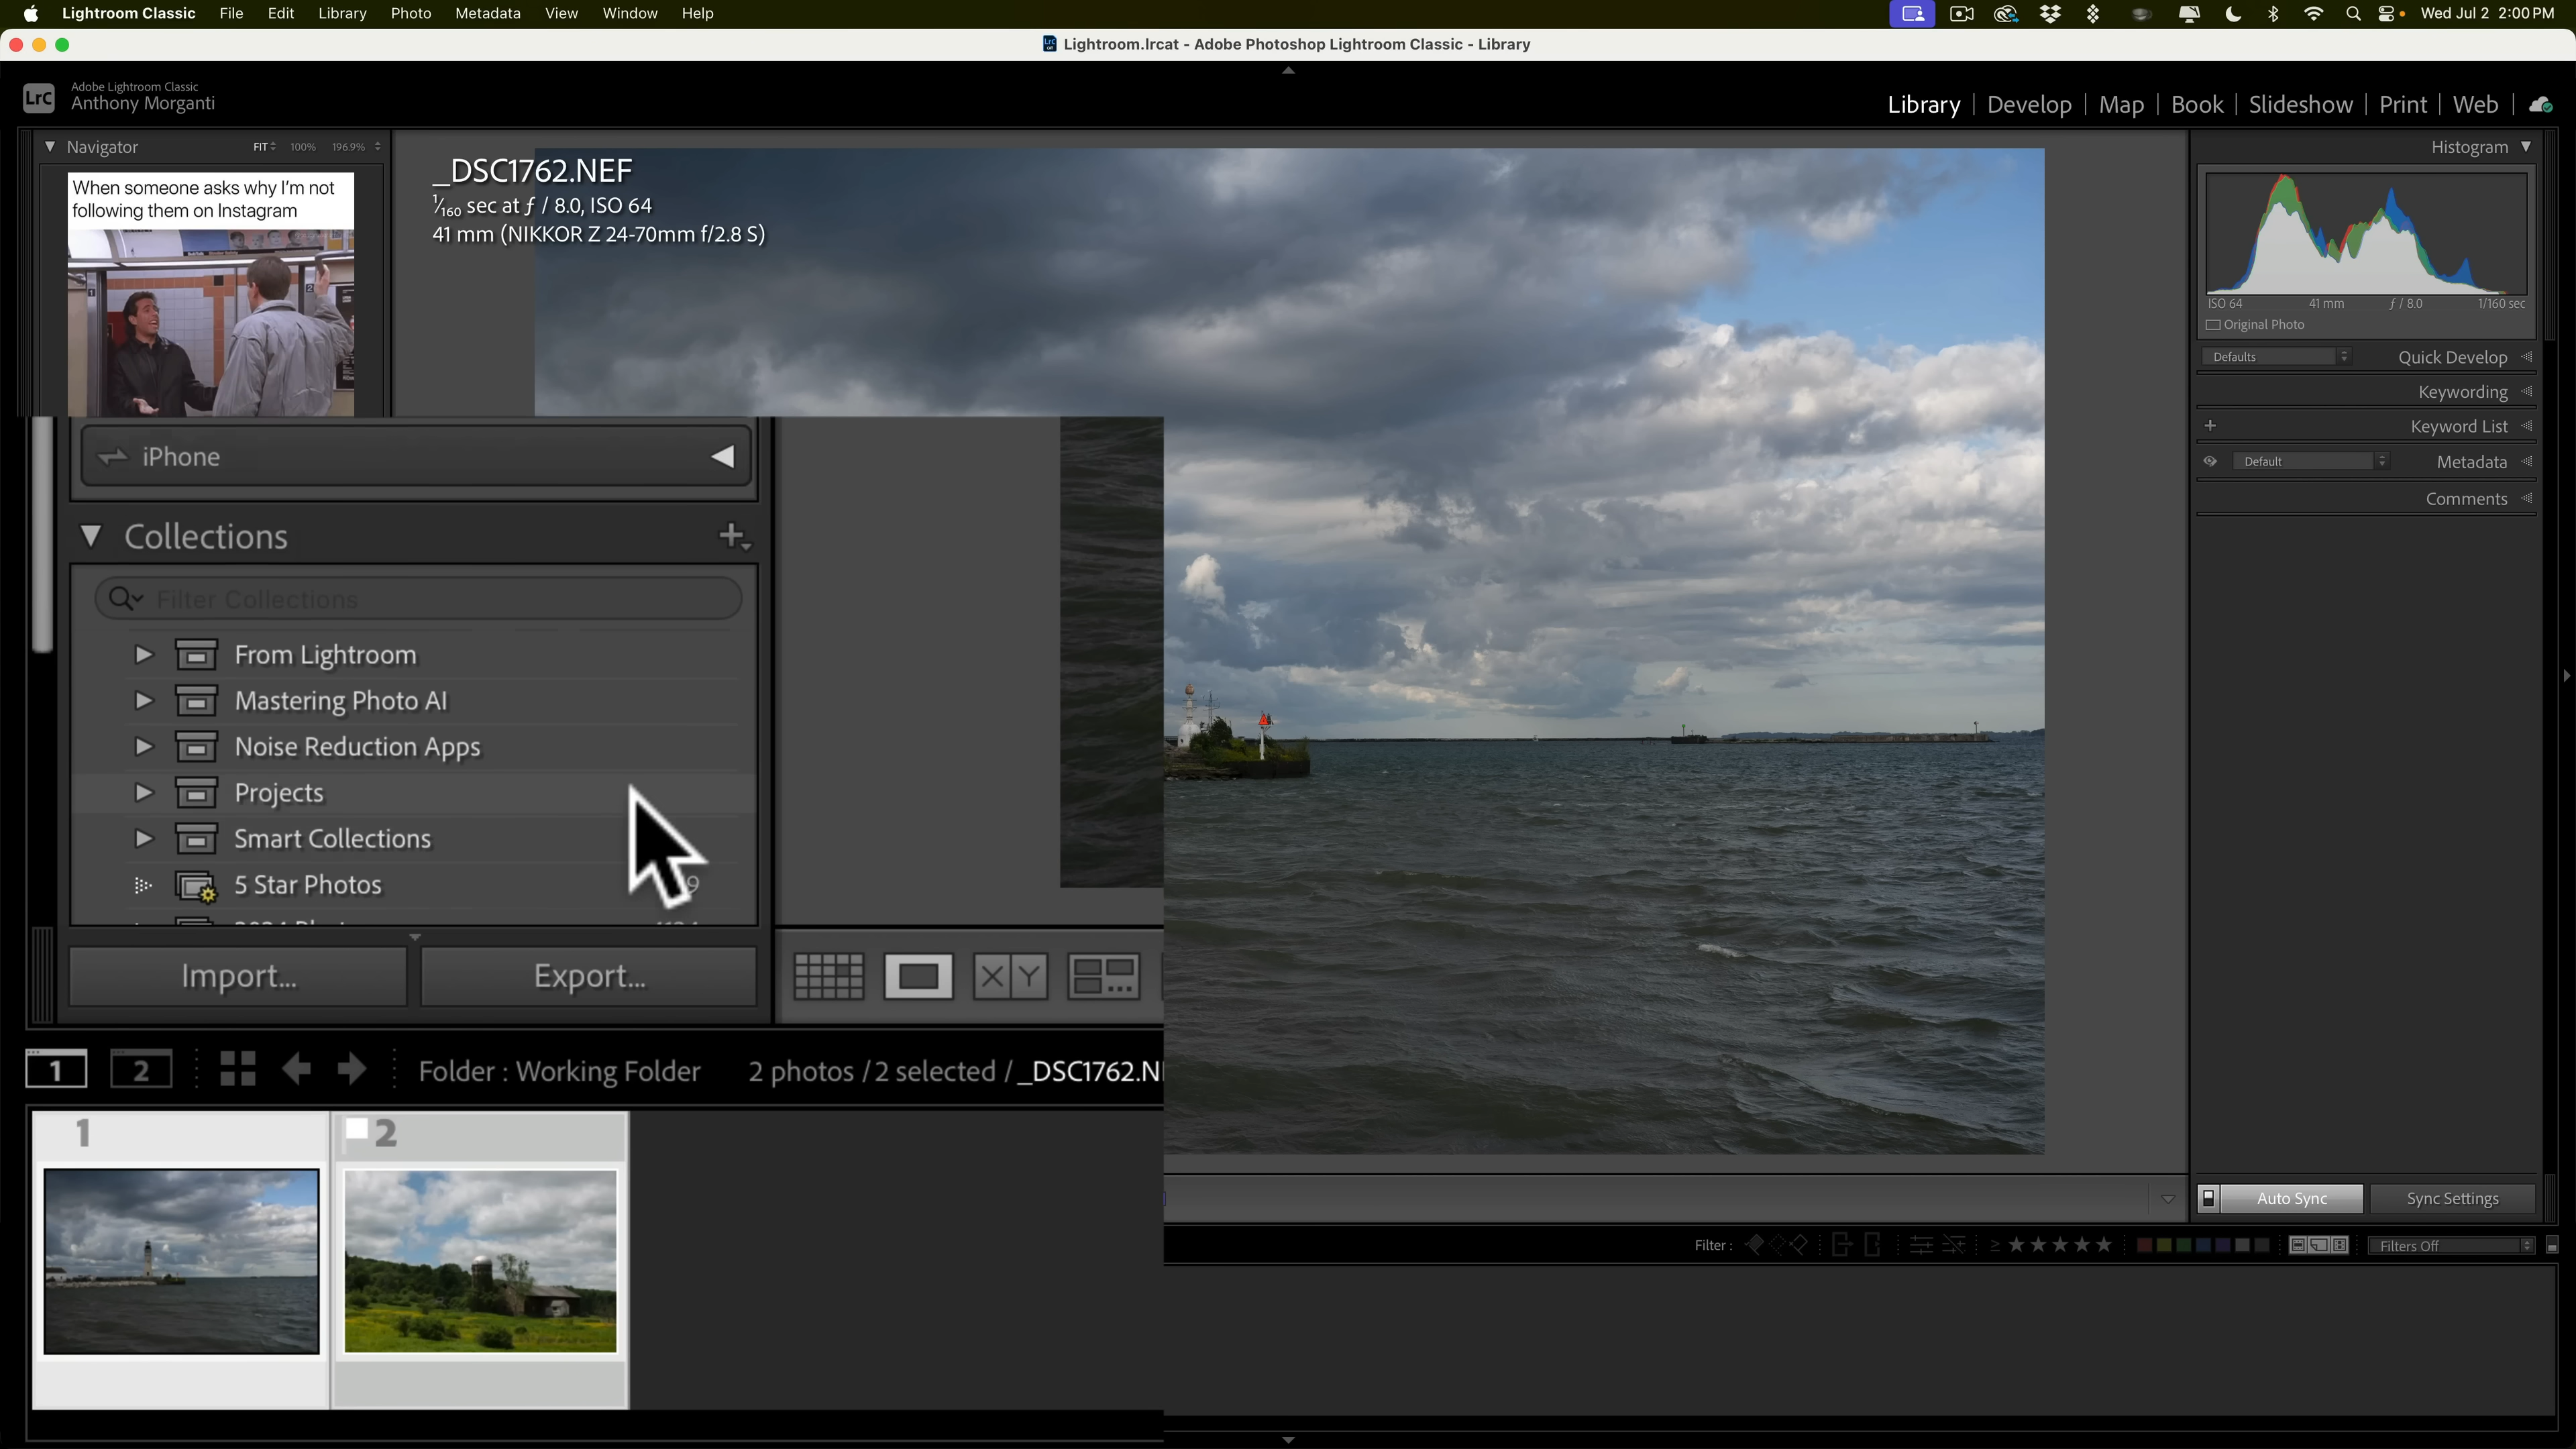 Lightroom Classic File Edit Library Photo Metadata View Window Help
Wed Jul 2 2:00 PM
Lightroom.lrcat - Adobe Photoshop Lightroom Classic - Library
LrC
Adobe Lightroom Classic
Anthony Morganti
Library | Develop | Map | Book | Slideshow | Print | Web
Navigator FIT 100% 196.9%
When someone asks why I'm not
following them on Instagram
_DSC1762.NEF
1/160 sec at ƒ / 8.0, ISO 64
41 mm (NIKKOR Z 24-70mm f/2.8 S)
Histogram
ISO 64 41 mm ƒ / 8.0 1/160 sec
Original Photo
Defaults Quick Develop
Keywording
Keyword List
Default Metadata
Comments
iPhone
Collections
Filter Collections
From Lightroom
Mastering Photo AI
Noise Reduction Apps
Projects
Smart Collections
5 Star Photos
Import... Export...
X Y
Auto Sync Sync Settings
1 2 Folder : Working Folder 2 photos / 2 selected / _DSC1762.N
Filter : Filters Off
1 2